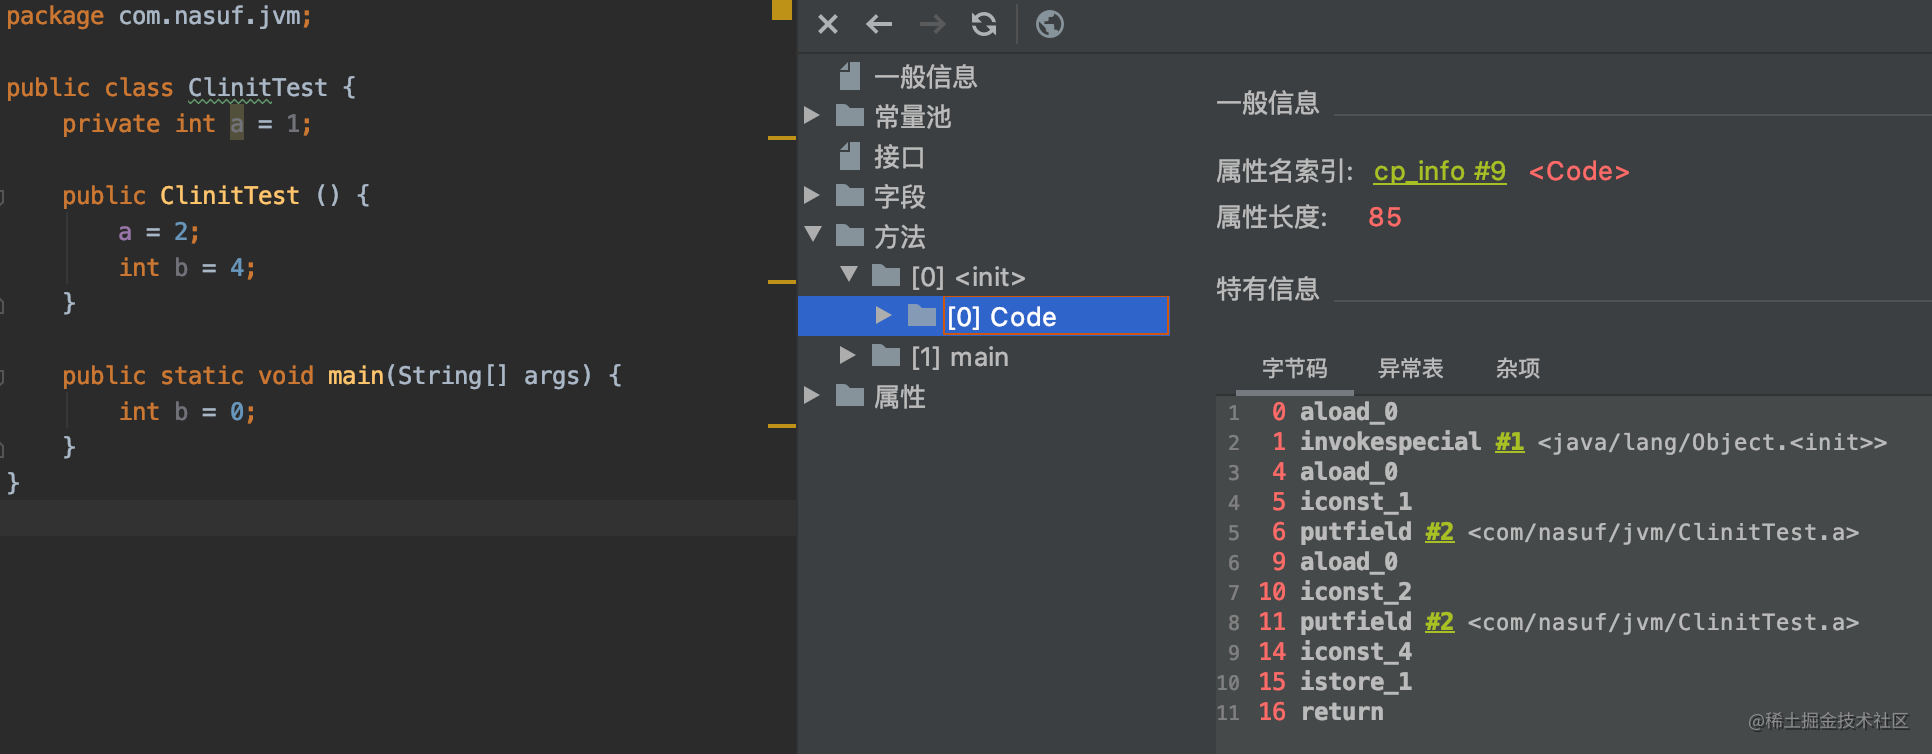 package com.nasuf.jvm;
public class ClinitTest {
private int a = 1;
public ClinitTest () {
a = 2;
int b = 4;
}
public static void main(String[] args) {
int b = 0;
}
}
一般信息
常量池
接口
字段
方法
[0] <init>
[0] Code
[1] main
属性
一般信息
属性名索引: cp_info #9 <Code>
属性长度: 85
特有信息
字节码 异常表 杂项
1 0 aload_0
2 1 invokespecial #1 <java/lang/Object.<init>>
3 4 aload_0
4 5 iconst_1
5 6 putfield #2 <com/nasuf/jvm/ClinitTest.a>
6 9 aload_0
7 10 iconst_2
8 11 putfield #2 <com/nasuf/jvm/ClinitTest.a>
9 14 iconst_4
10 15 istore_1
11 16 return
@稀土掘金技术社区